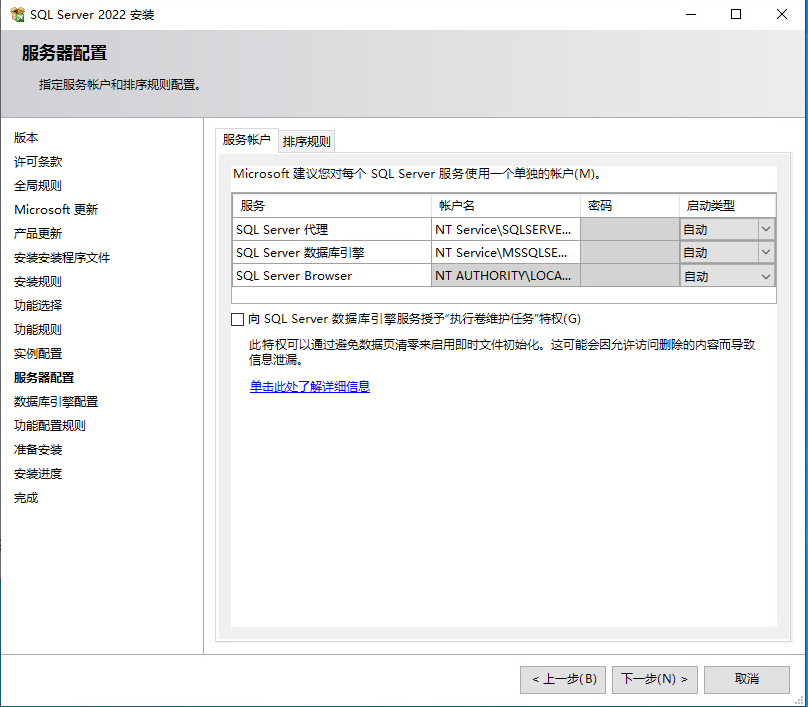 SQL Server 2022 安装
服务器配置
指定服务帐户和排序规则配置。
版本
许可条款
全局规则
Microsoft 更新
产品更新
安装安装程序文件
安装规则
功能选择
功能规则
实例配置
服务器配置
数据库引擎配置
功能配置规则
准备安装
安装进度
完成
服务帐户 排序规则
Microsoft 建议您对每个 SQL Server 服务使用一个单独的帐户(M)。
服务 帐户名 密码 启动类型
SQL Server 代理 NT Service\SQLSERVE... 自动
SQL Server 数据库引擎 NT Service\MSSQLSE... 自动
SQL Server Browser NT AUTHORITY\LOCA... 自动
向 SQL Server 数据库引擎服务授予“执行卷维护任务”特权(G)
此特权可以通过避免数据页清零来启用即时文件初始化。这可能会因允许访问删除的内容而导致
信息泄漏。
单击此处了解详细信息
< 上一步(B) 下一步(N) > 取消